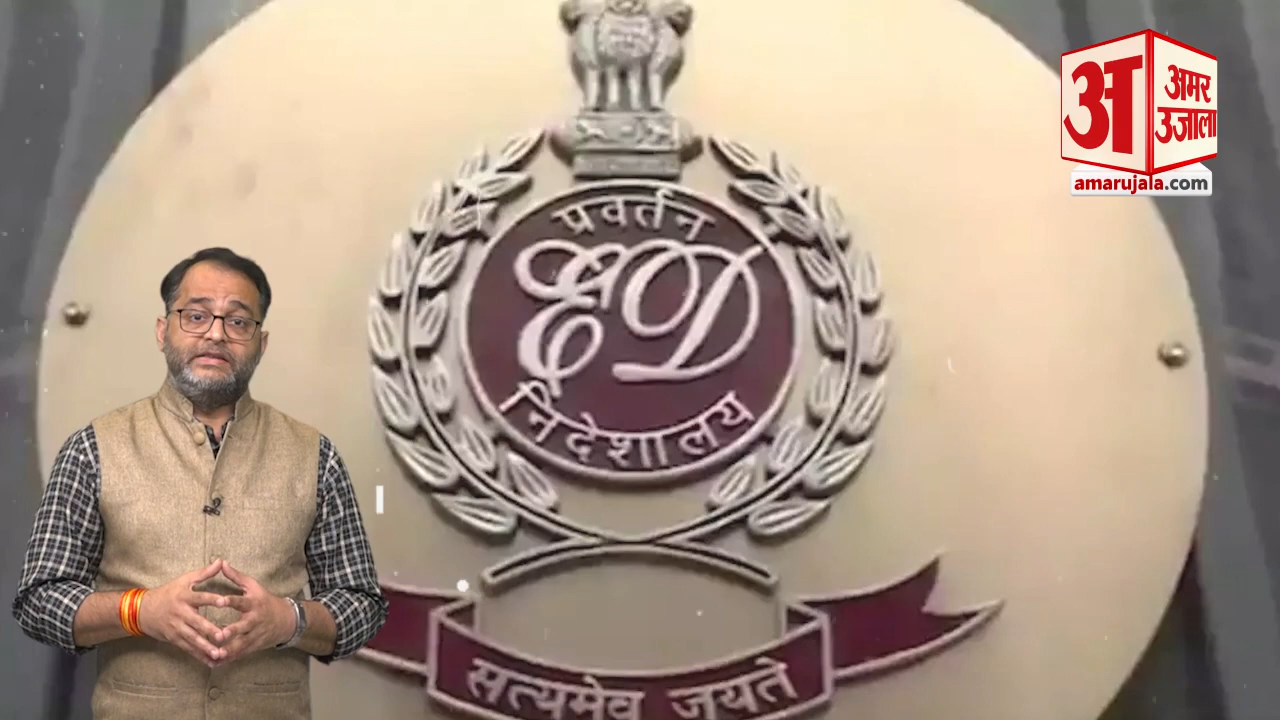 अ
अमर
उजाला
amarujala.com
प्रवर्तन
ED
निदेशालय
सत्यमेव जयते